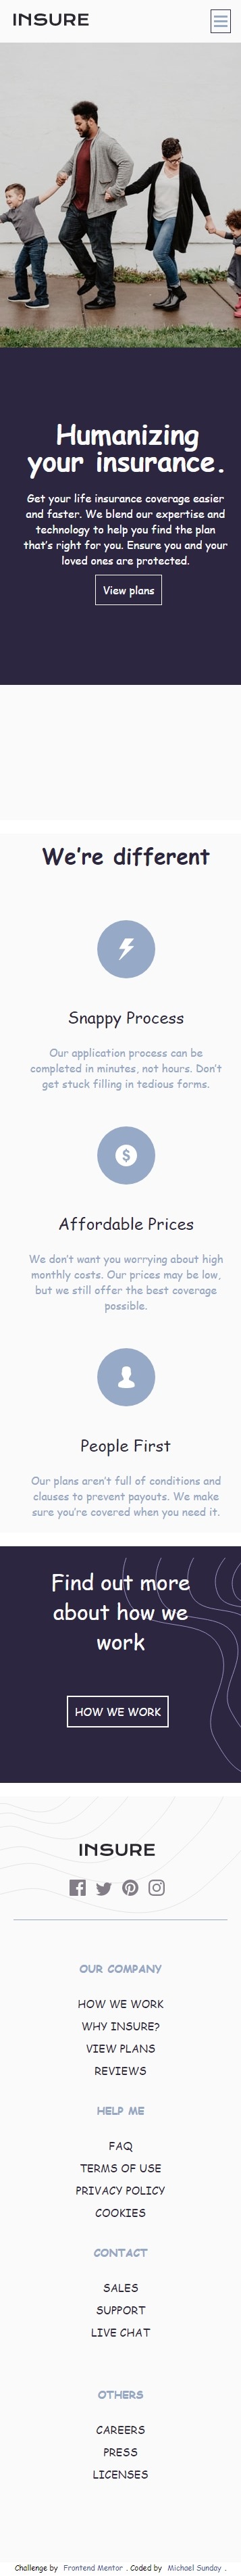 INSURE
Humanizing
your insurance.
Get your life insurance coverage easier
and faster. We blend our expertise and
technology to help you find the plan
that's right for you. Ensure you and your
loved ones are protected.
View plans
We're different
Snappy Process
Our application process can be
completed in minutes, not hours. Don't
get stuck filling in tedious forms.
Affordable Prices
We don't want you worrying about high
monthly costs. Our prices may be low,
but we still offer the best coverage
possible.
People First
Our plans aren't full of conditions and
clauses to prevent payouts. We make
sure you're covered when you need it.
Find out more
about how we
work
HOW WE WORK
INSURE
OUR COMPANY
HOW WE WORK
WHY INSURE?
VIEW PLANS
REVIEWS
HELP ME
FAQ
TERMS OF USE
PRIVACY POLICY
COOKIES
CONTACT
SALES
SUPPORT
LIVE CHAT
OTHERS
CAREERS
PRESS
LICENSES
Challenge by Frontend Mentor . Coded by Michael Sunday .